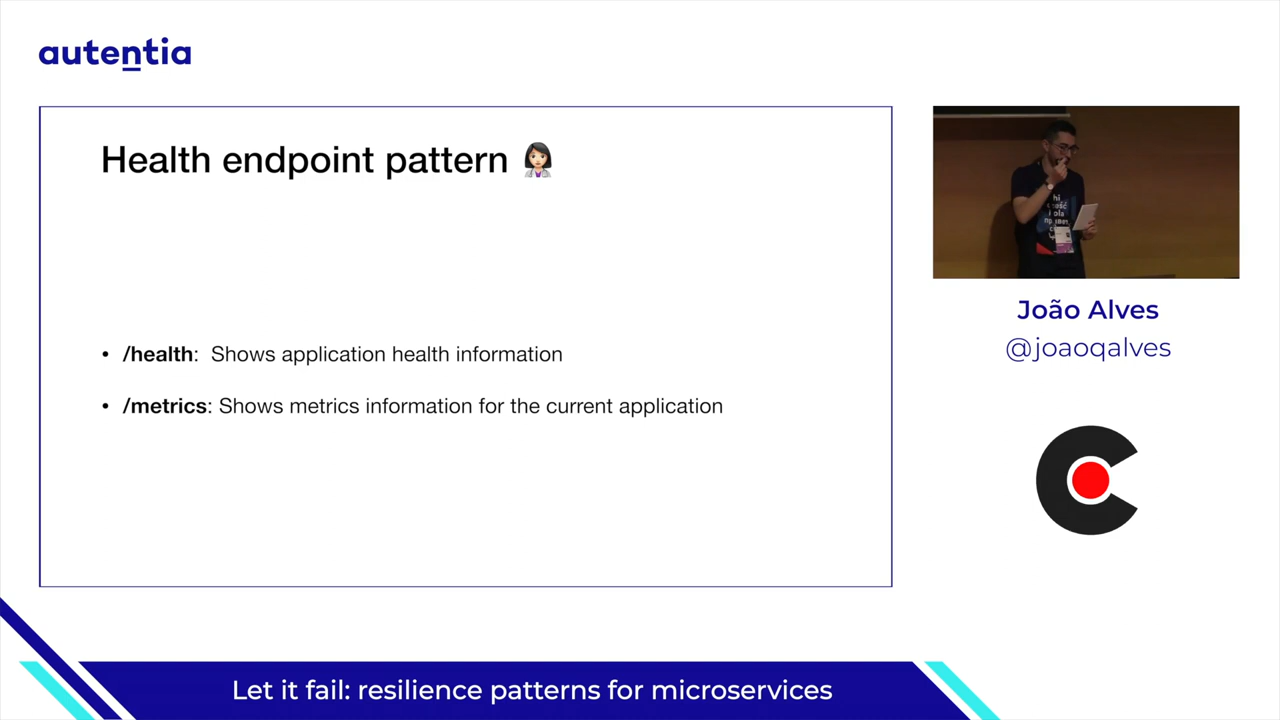 autentia
Health endpoint pattern 👩🏻‍⚕️
• /health: Shows application health information
• /metrics: Shows metrics information for the current application
hi
João Alves
@joaoqalves
Let it fail: resilience patterns for microservices